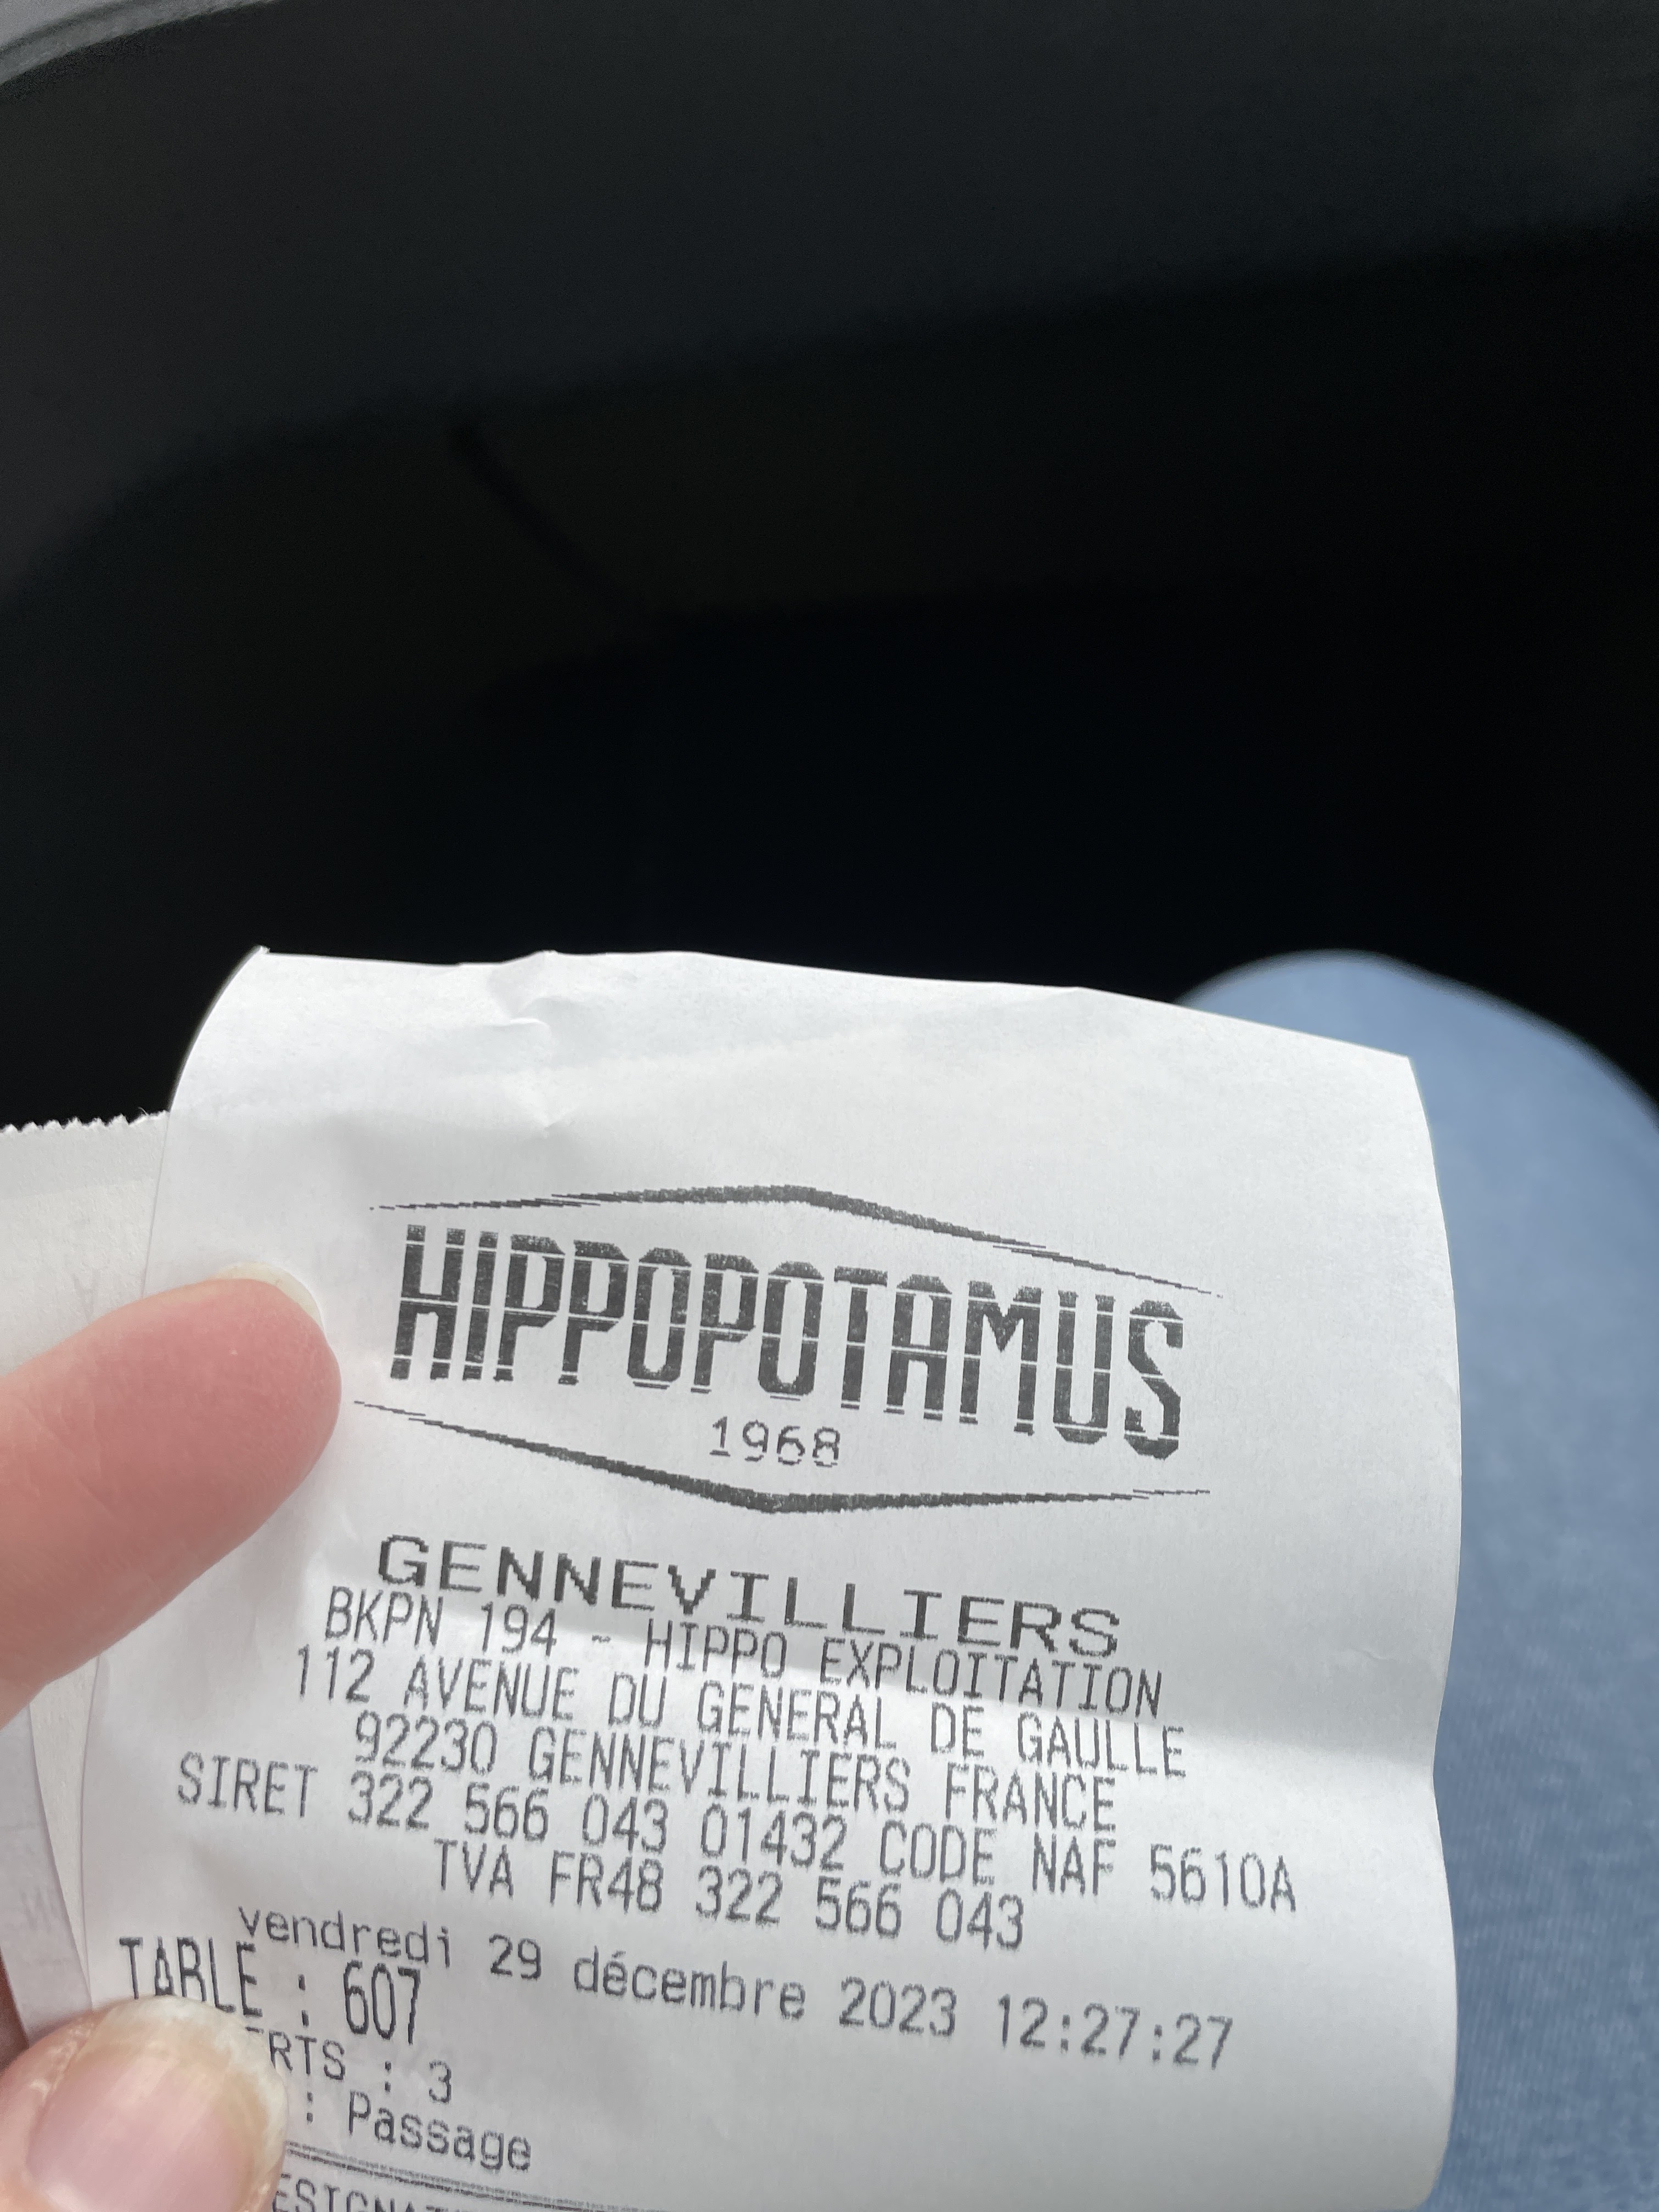 HIPPOPOTAMUS
1968
GENNEVILLIERS
BKPN 194 - HIPPO EXPLOITATION
112 AVENUE DU GENERAL DE GAULLE
92230 GENNEVILLIERS FRANCE
SIRET 322 566 043 01432 CODE NAF 5610A
TVA FR48 322 566 043
vendredi 29 décembre 2023 12:27:27
TABLE : 607
RTS : 3
: Passage